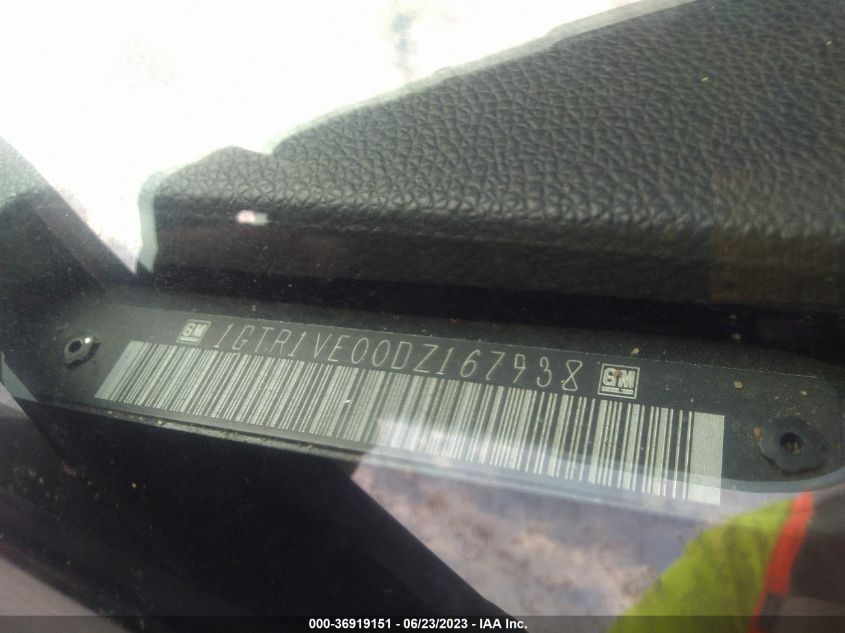 GM 1GTR1VE00DZ167938 GM
000-36919151 / 06/23/2023 - IAA Inc.